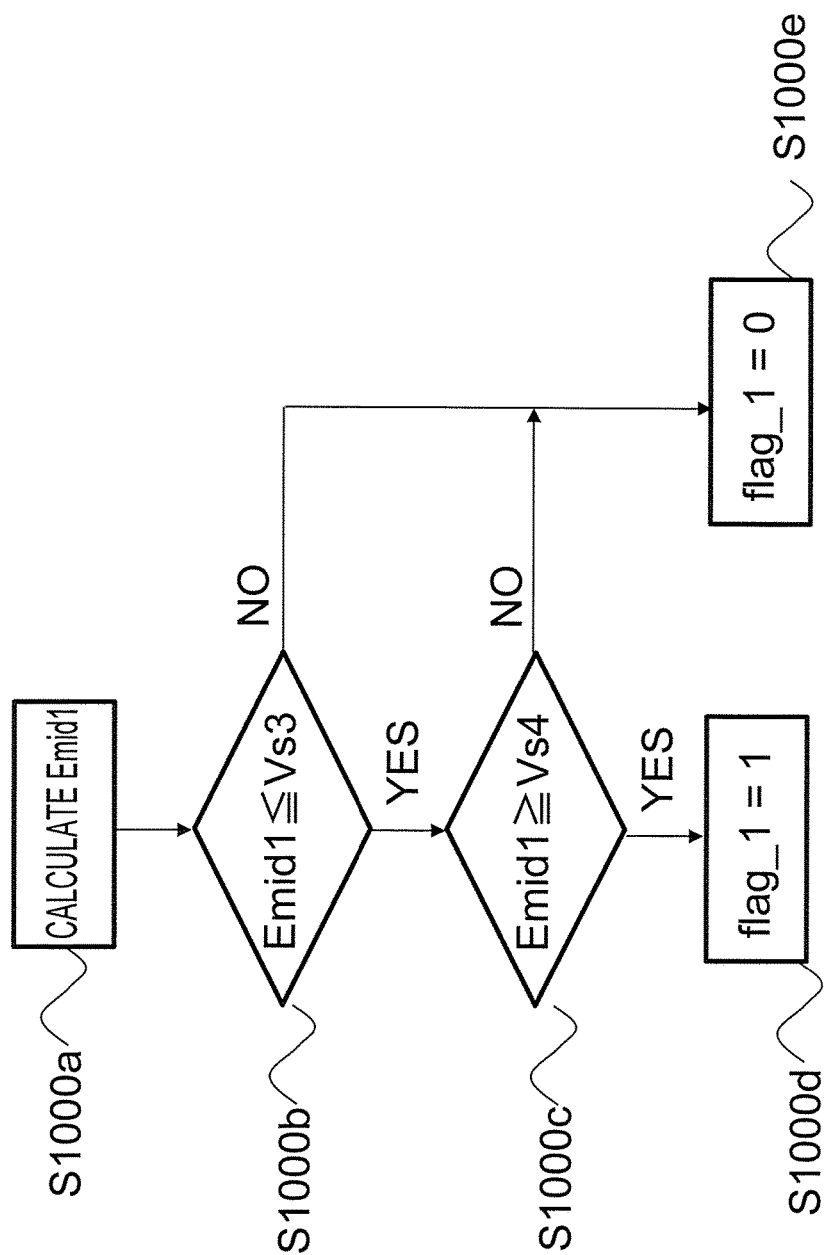 S1000a
CALCULATE Emid1
S1000b
Emid1≦Vs3
NO
YES
S1000c
Emid1≧Vs4
NO
YES
S1000d
flag_1 = 1
flag_1 = 0
S1000e